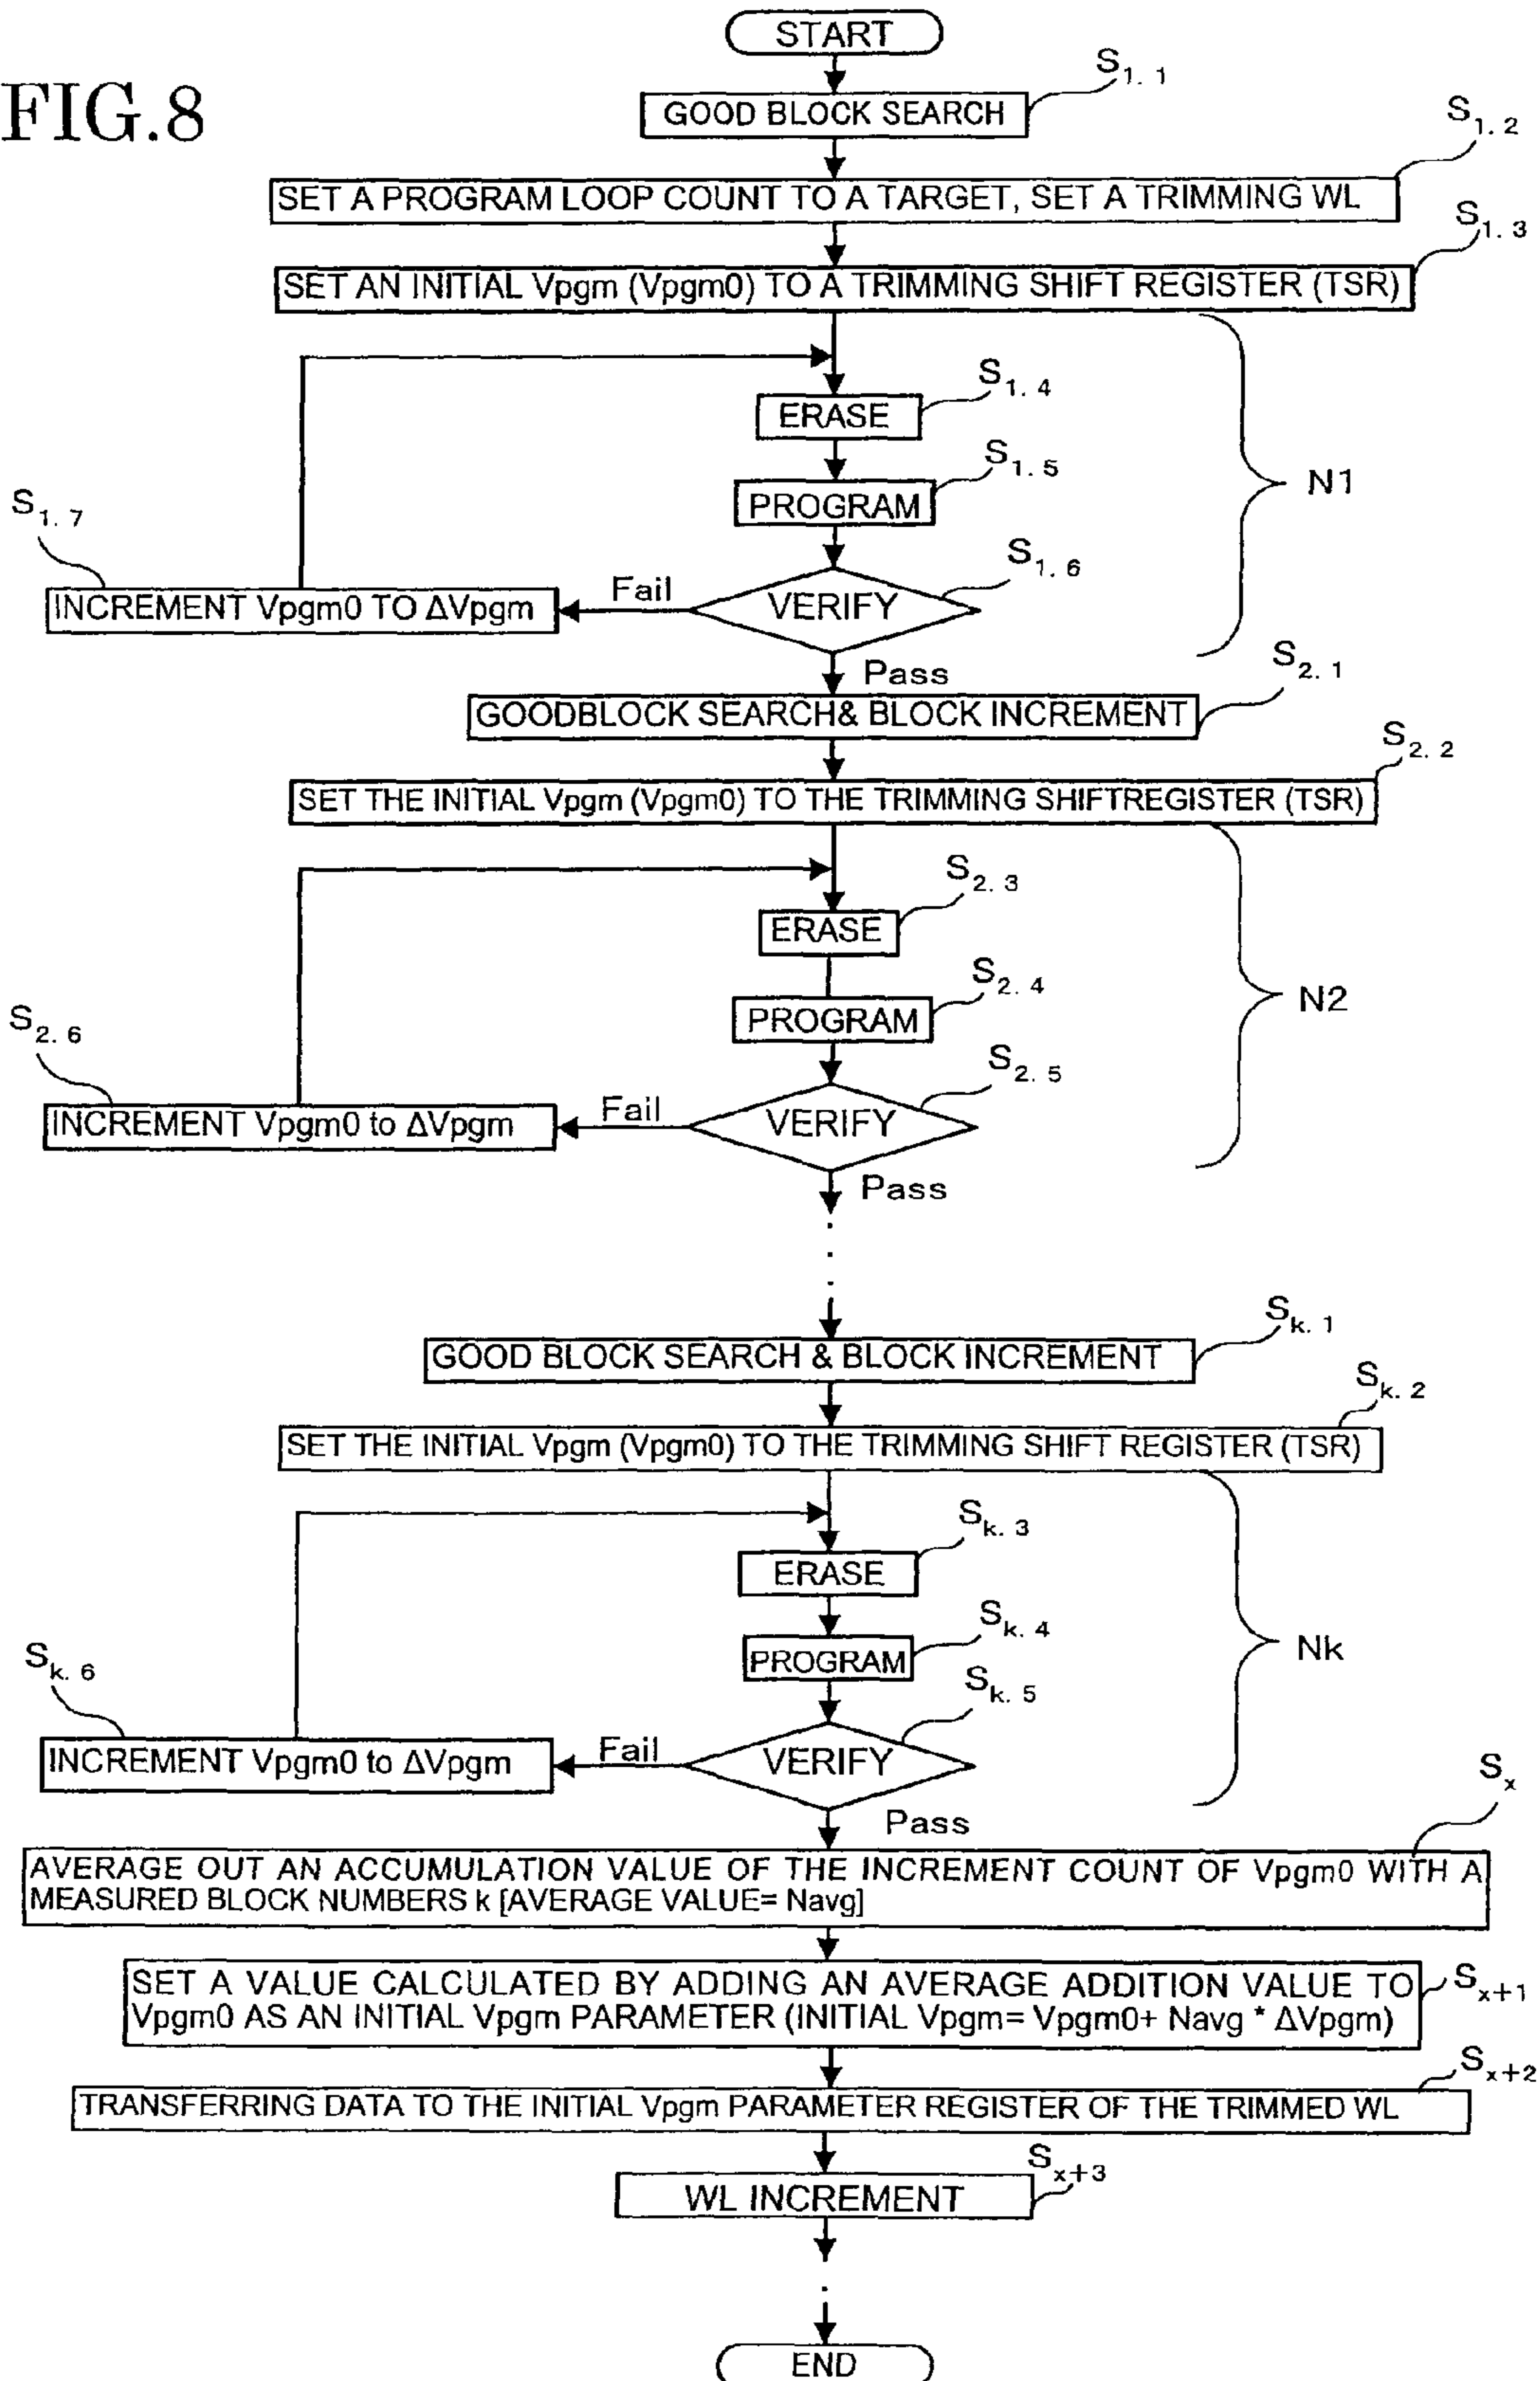 FIG.8
START
S1.1
GOOD BLOCK SEARCH
S1.2
SET A PROGRAM LOOP COUNT TO A TARGET, SET A TRIMMING WL
S1.3
SET AN INITIAL Vpgm (Vpgm0) TO A TRIMMING SHIFT REGISTER (TSR)
S1.4
ERASE
S1.5
PROGRAM
N1
S1.7
S1.6
INCREMENT Vpgm0 TO ΔVpgm
Fail
VERIFY
Pass
S2.1
GOODBLOCK SEARCH& BLOCK INCREMENT
S2.2
SET THE INITIAL Vpgm (Vpgm0) TO THE TRIMMING SHIFTREGISTER (TSR)
S2.3
ERASE
S2.4
PROGRAM
N2
S2.6
S2.5
INCREMENT Vpgm0 to ΔVpgm
Fail
VERIFY
Pass
Sk.1
GOOD BLOCK SEARCH & BLOCK INCREMENT
Sk.2
SET THE INITIAL Vpgm (Vpgm0) TO THE TRIMMING SHIFT REGISTER (TSR)
Sk.3
ERASE
Sk.4
PROGRAM
Nk
Sk.6
Sk.5
INCREMENT Vpgm0 to ΔVpgm
Fail
VERIFY
Pass
Sx
AVERAGE OUT AN ACCUMULATION VALUE OF THE INCREMENT COUNT OF Vpgm0 WITH A
MEASURED BLOCK NUMBERS k [AVERAGE VALUE= Navg]
SET A VALUE CALCULATED BY ADDING AN AVERAGE ADDITION VALUE TO
Vpgm0 AS AN INITIAL Vpgm PARAMETER (INITIAL Vpgm= Vpgm0+ Navg * ΔVpgm)
Sx+1
Sx+2
TRANSFERRING DATA TO THE INITIAL Vpgm PARAMETER REGISTER OF THE TRIMMED WL
Sx+3
WL INCREMENT
END